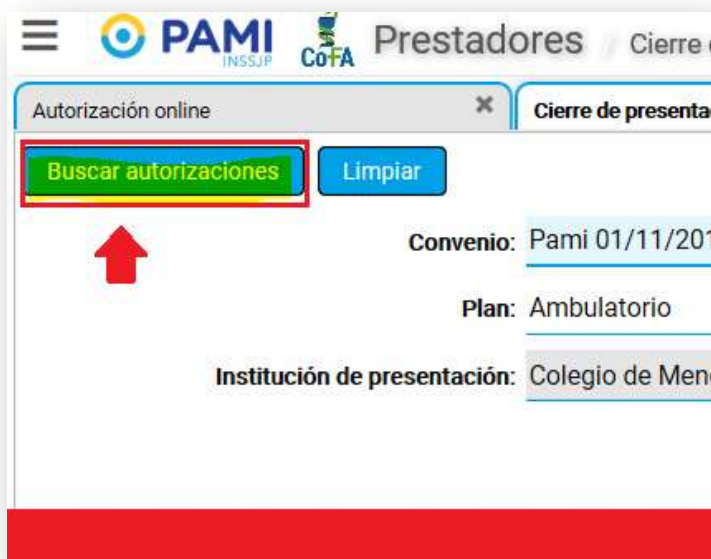 PAMI
INSSJP
COFA
Prestadores / Cierre
Autorización online
Cierre de presenta
Buscar autorizaciones
Limpiar
Convenio: Pami 01/11/201
Plan: Ambulatorio
Institución de presentación: Colegio de Men